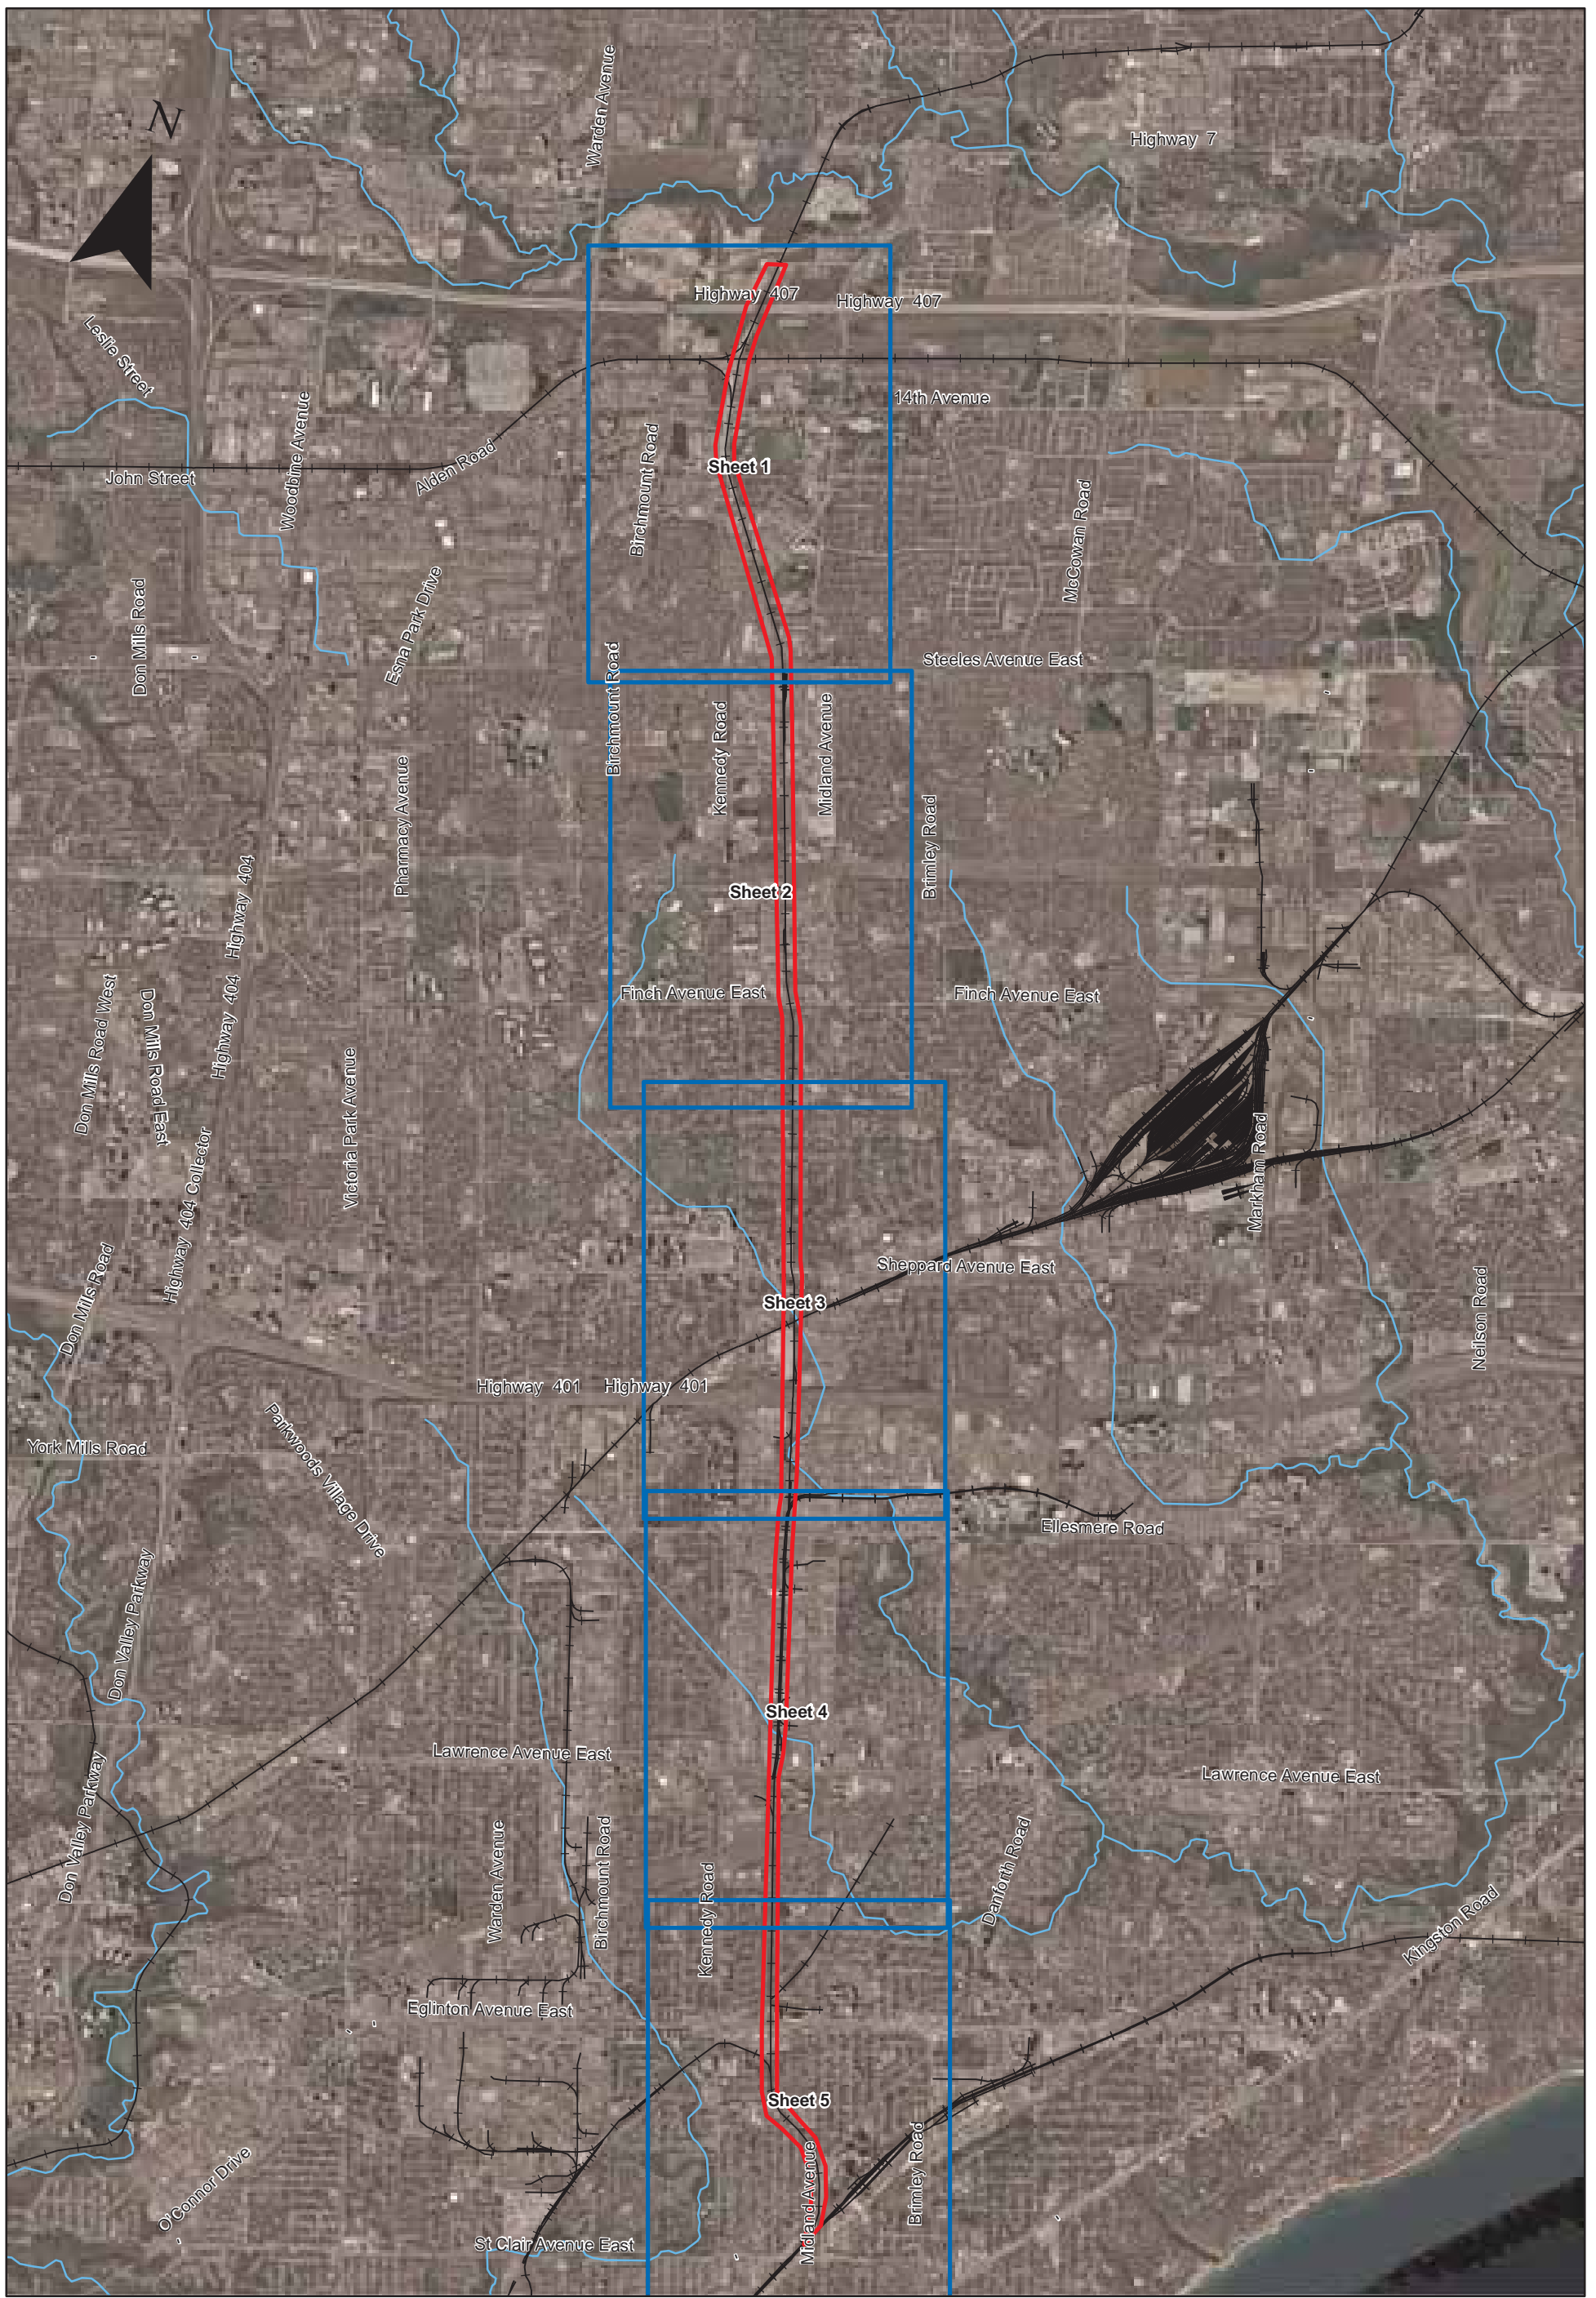 Warden Avenue
N
Highway 7
Highway 407
Highway 407
Leslie Street
14th Avenue
Woodbine Avenue
Birchmount Road
Alden Road
Sheet 1
John Street
McCowan Road
Don Mills Road
Esna Park Drive
Steeles Avenue East
Birchmount Road
Kennedy Road
Midland Avenue
Pharmacy Avenue
Brimley Road
Highway 404
Sheet 2
Finch Avenue East
Finch Avenue East
Don Mills Road West
Don Mills Road East
Highway 404
Victoria Park Avenue
Markham Road
Highway 404 Collector
Sheppard Avenue East
Don Mills Road
Sheet 3
Neilson Road
Highway 401
Highway 401
York Mills Road
Parkwoods Village Drive
Ellesmere Road
Don Valley Parkway
Sheet 4
Lawrence Avenue East
Lawrence Avenue East
Don Valley Parkway
Warden Avenue
Birchmount Road
Kennedy Road
Danforth Road
Kingston Road
Eglinton Avenue East
Sheet 5
Midland Avenue
Brimley Road
O'Connor Drive
St Clair Avenue East